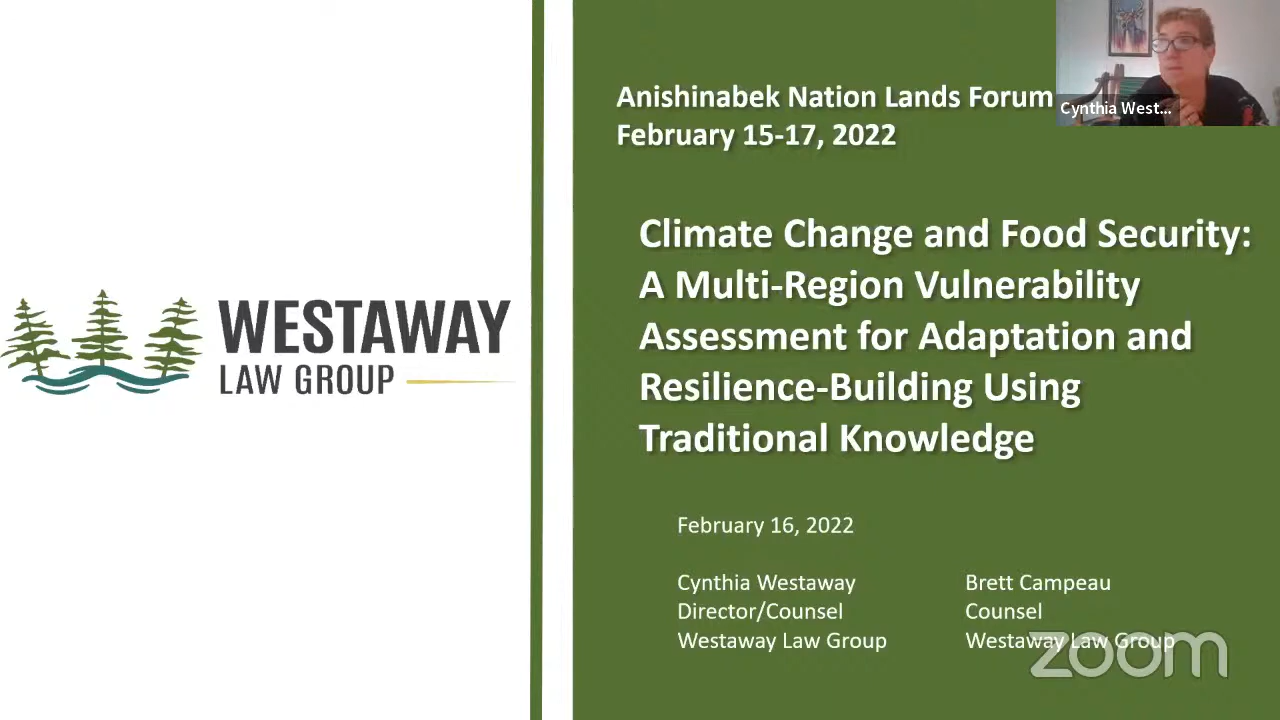 Anishinabek Nation Lands Forum
February 15-17, 2022
Cynthia West...
Climate Change and Food Security:
A Multi-Region Vulnerability
Assessment for Adaptation and
Resilience-Building Using
Traditional Knowledge
WESTAWAY
LAW GROUP
February 16, 2022
Cynthia Westaway
Director/Counsel
Westaway Law Group
Brett Campeau
Counsel
Westaway Law Group
zoom